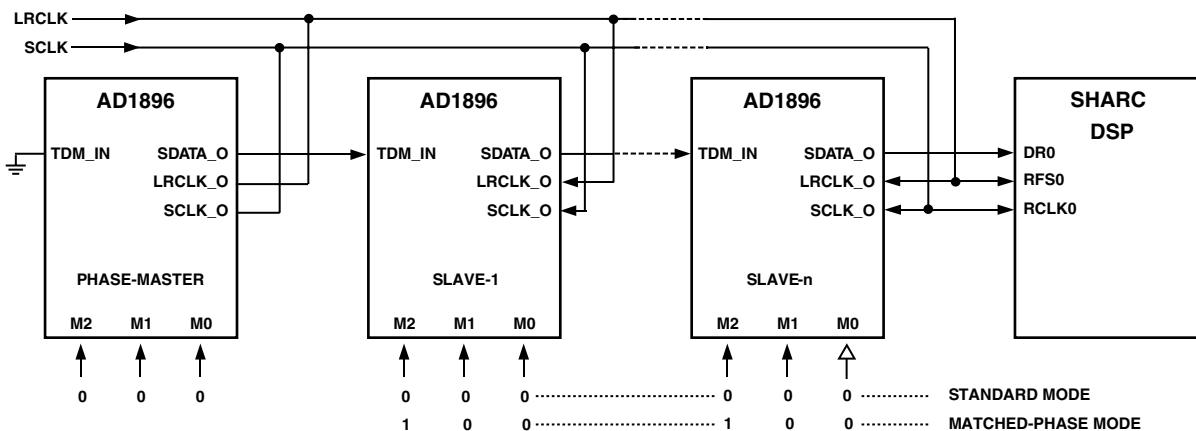 LRCLK
SCLK
AD1896 AD1896 AD1896 SHARC
DSP
TDM_IN SDATA_O TDM_IN SDATA_O TDM_IN SDATA_O DR0
LRCLK_O LRCLK_O LRCLK_O RFS0
SCLK_O SCLK_O SCLK_O RCLK0
PHASE-MASTER SLAVE-1 SLAVE-n
M2 M1 M0 M2 M1 M0 M2 M1 M0
0 0 0 0 0 0 0 0 0 STANDARD MODE
1 0 0 1 0 0 MATCHED-PHASE MODE